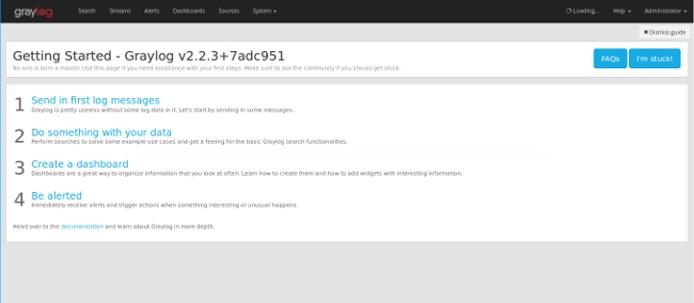 graylog Search Streams Alerts Dashboards Sources System Loading... Help Administrator
Dismiss guide
Getting Started - Graylog v2.2.3+7adc951
No one is born a master. Use this page if you need assistance with your first steps. Make sure to ask the community if you should get stuck.
FAQs I'm stuck!
1 Send in first log messages
Graylog is pretty useless without some log data in it. Let's start by sending in some messages.
2 Do something with your data
Perform searches to solve some example use cases and get a feeling for the basic Graylog search functionalities.
3 Create a dashboard
Dashboards are a great way to organize information that you look at often. Learn how to create them and how to add widgets with interesting information.
4 Be alerted
Immediately receive alerts and trigger actions when something interesting or unusual happens.
Head over to the documentation and learn about Graylog in more depth.